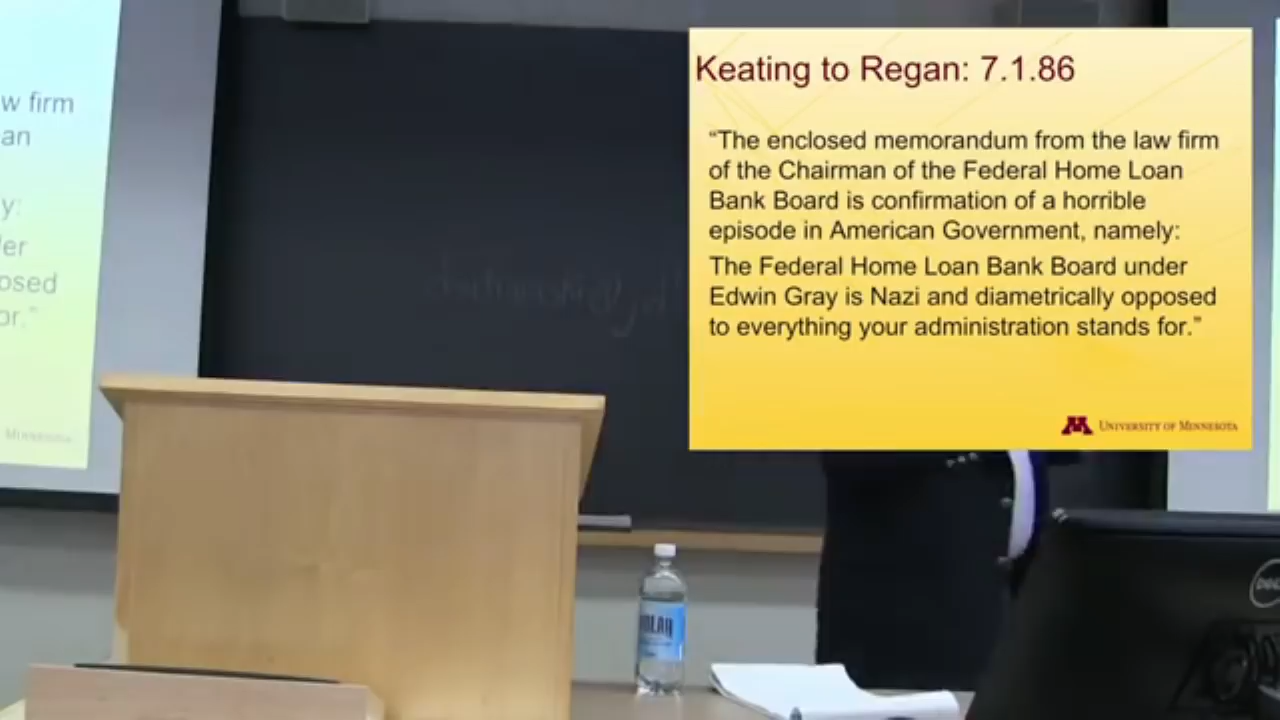 w firm
an
y:
er
osed
or.”
MINNESOTA
Keating to Regan: 7.1.86
“The enclosed memorandum from the law firm
of the Chairman of the Federal Home Loan
Bank Board is confirmation of a horrible
episode in American Government, namely:
The Federal Home Loan Bank Board under
Edwin Gray is Nazi and diametrically opposed
to everything your administration stands for.”
UNIVERSITY OF MINNESOTA
DELL